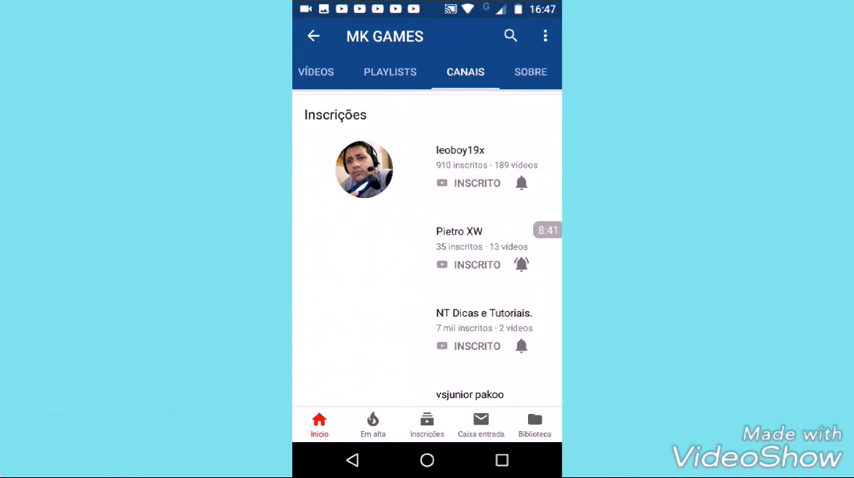 16:47
MK GAMES
VÍDEOS PLAYLISTS CANAIS SOBRE
Inscrições
leoboy19x
910 inscritos · 189 vídeos
INSCRITO
Pietro XW
8:41
35 inscritos · 13 vídeos
INSCRITO
NT Dicas e Tutoriais.
7 mil inscritos · 2 vídeos
INSCRITO
vsjunior pakoo
Início Em alta Inscrições Caixa entrada Biblioteca
Made with
VideoShow